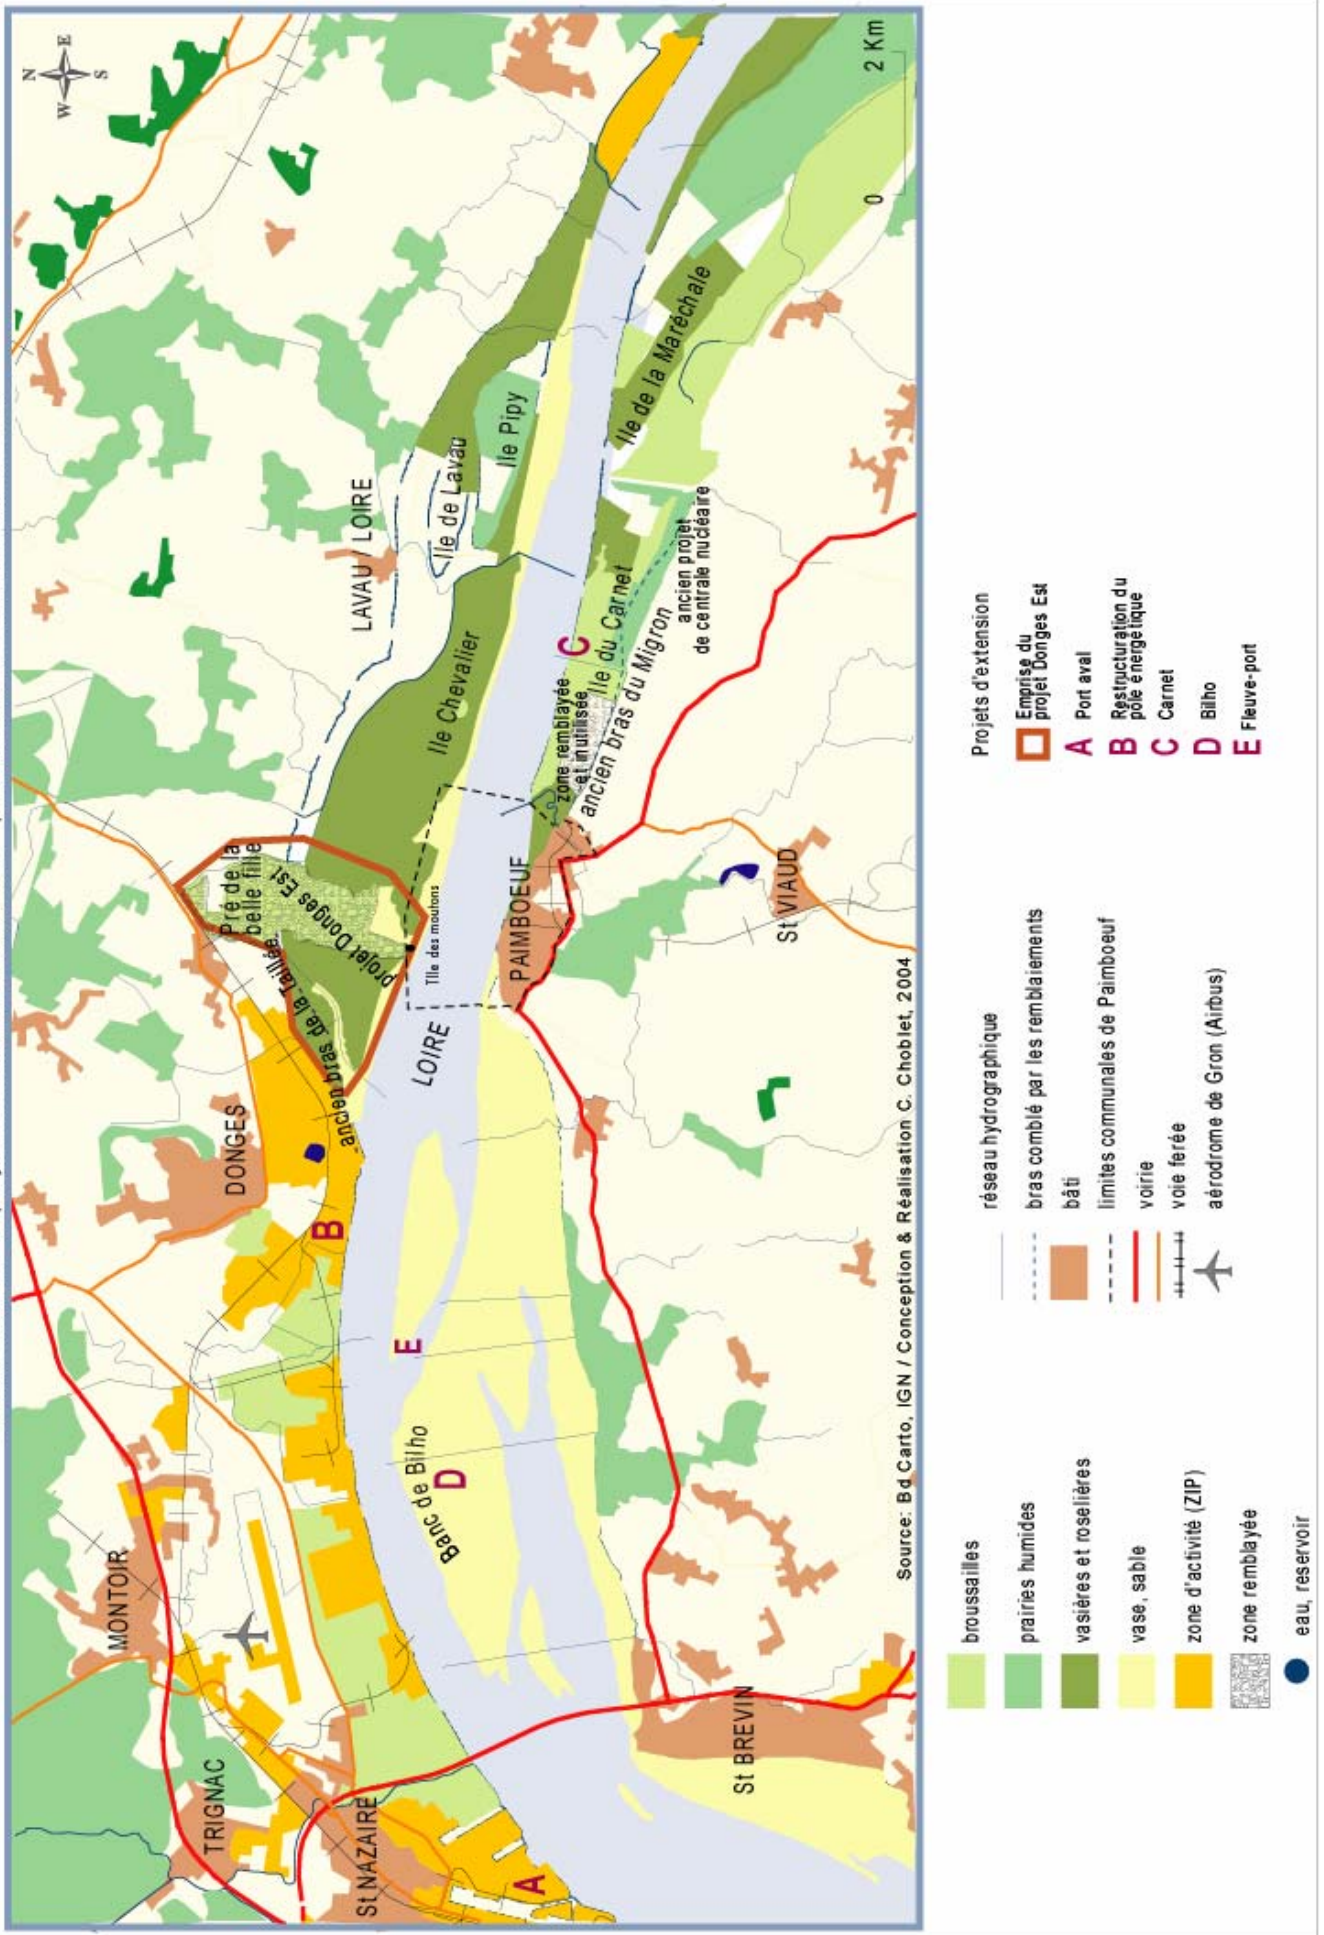 N
W
E
S
MONTOIR
TRIGNAC
St NAZAIRE
A
DONGES
B
Pré de la
belle fille
projet Donges Est
ancien bras de la Taillée
LAVAU / LOIRE
Ile de Lavau
Ile Pipy
Ile Chevalier
Banc de Bilho
D
E
LOIRE
l'Ile des moutons
PAIMBOEUF
zone remblayée
et inutilisée
C
Ile du Carnet
ancien bras du Migron
ancien projet
de centrale nucléaire
Ile de la Maréchale
St BREVIN
St VIAUD
0
2 Km
Source: Bd Carto, IGN / Conception & Réalisation C. Choblet, 2004
broussailles
prairies humides
vasières et roselières
vase, sable
zone d'activité (ZIP)
zone remblayée
eau, reservoir
réseau hydrographique
bras comblé par les remblaiements
bâti
limites communales de Paimboeuf
voirie
voie ferée
aérodrome de Gron (Airbus)
Projets d'extension
Emprise du
projet Donges Est
A Port aval
B Restructuration du
pôle énergétique
C Carnet
D Bilho
E Fleuve-port